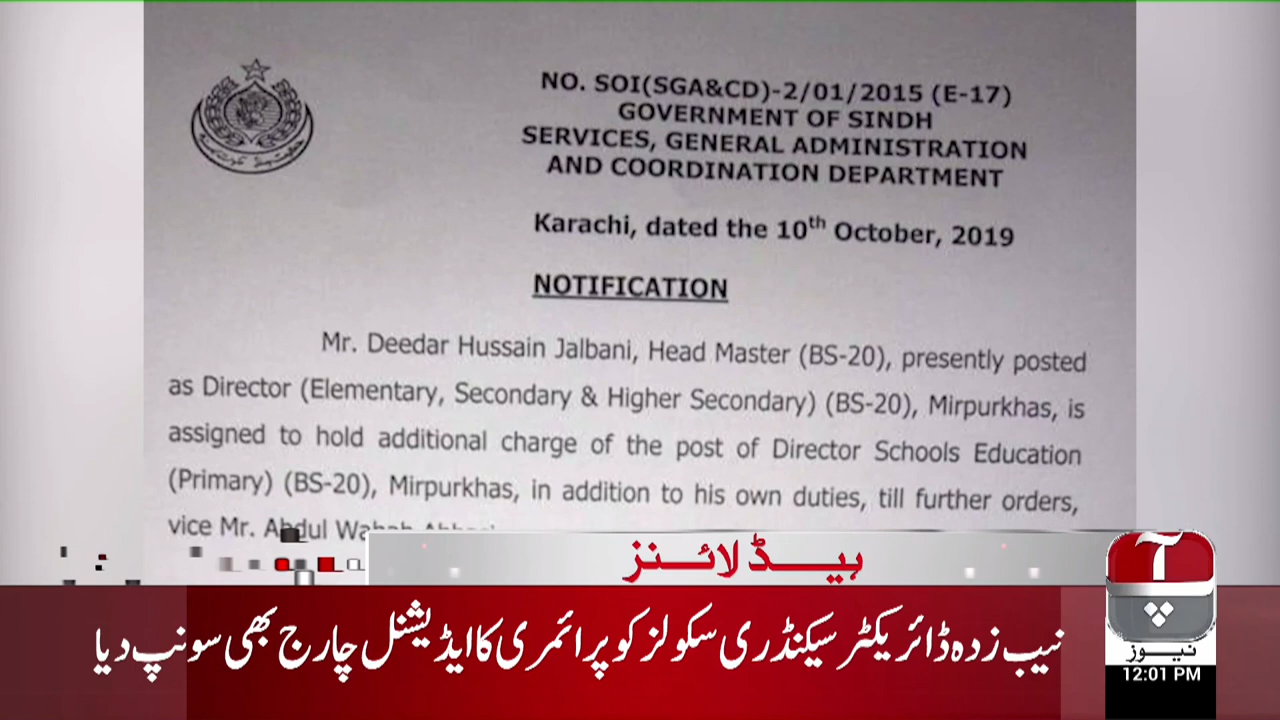 NO. SOI(SGA&CD)-2/01/2015 (E-17)
GOVERNMENT OF SINDH
SERVICES, GENERAL ADMINISTRATION
AND COORDINATION DEPARTMENT
Karachi, dated the 10th October, 2019
NOTIFICATION
Mr. Deedar Hussain Jalbani, Head Master (BS-20), presently posted
as Director (Elementary, Secondary & Higher Secondary) (BS-20), Mirpurkhas, is
assigned to hold additional charge of the post of Director Schools Education
(Primary) (BS-20), Mirpurkhas, in addition to his own duties, till further orders,
vice Mr. Abdul
ہیڈلائنز
نیب زدہ ڈائریکٹر سیکنڈری سکولز کو پرائمری کا ایڈیشنل چارج بھی سونپ دیا
آپ
نیوز
12:01 PM